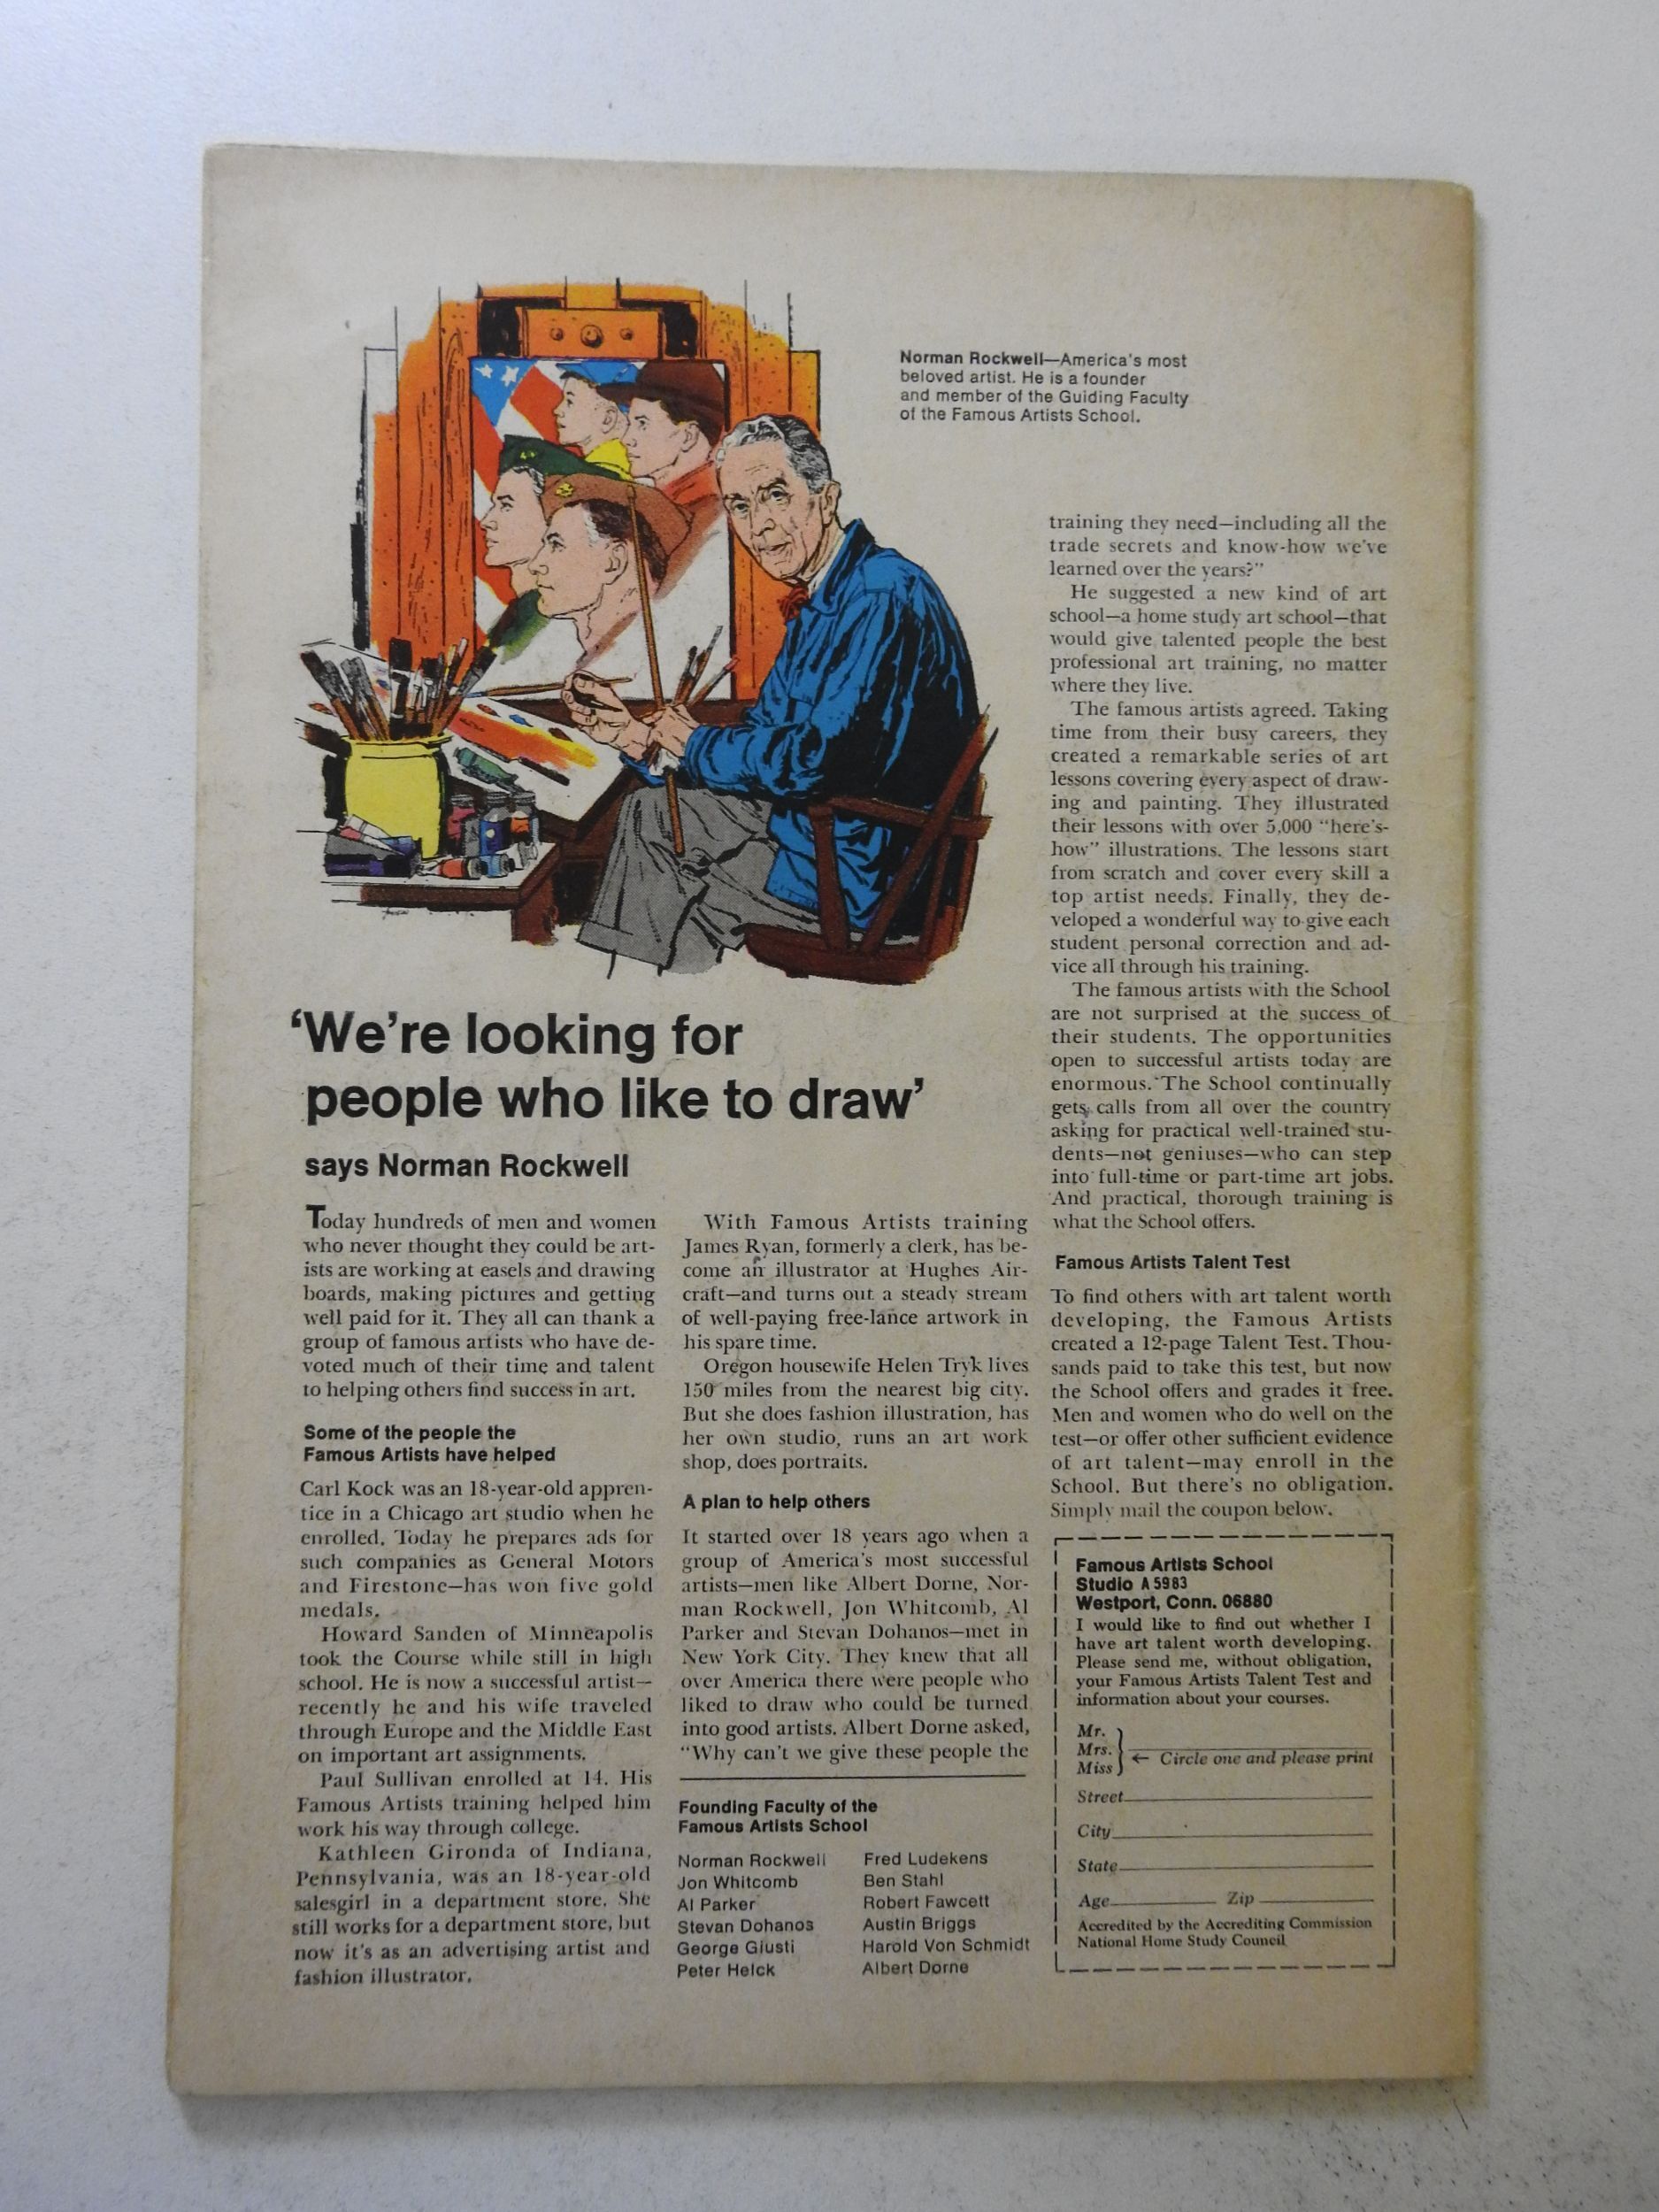 Norman Rockwell—America's most
beloved artist. He is a founder
and member of the Guiding Faculty
of the Famous Artists School.
'We're looking for
people who like to draw'
says Norman Rockwell
Today hundreds of men and women
who never thought they could be art-
ists are working at easels and drawing
boards, making pictures and getting
well paid for it. They all can thank a
group of famous artists who have de-
voted much of their time and talent
to helping others find success in art.
Some of the people the
Famous Artists have helped
Carl Kock was an 18-year-old appren-
tice in a Chicago art studio when he
enrolled. Today he prepares ads for
such companies as General Motors
and Firestone—has won five gold
medals.
Howard Sanden of Minneapolis
took the Course while still in high
school. He is now a successful artist—
recently he and his wife traveled
through Europe and the Middle East
on important art assignments.
Paul Sullivan enrolled at 14. His
Famous Artists training helped him
work his way through college.
Kathleen Gironda of Indiana,
Pennsylvania, was an 18-year-old
salesgirl in a department store. She
still works for a department store, but
now it's as an advertising artist and
fashion illustrator.
With Famous Artists training
James Ryan, formerly a clerk, has be-
come an illustrator at Hughes Air-
craft—and turns out a steady stream
of well-paying free-lance artwork in
his spare time.
Oregon housewife Helen Tryk lives
150 miles from the nearest big city.
But she does fashion illustration, has
her own studio, runs an art work
shop, does portraits.
A plan to help others
It started over 18 years ago when a
group of America's most successful
artists—men like Albert Dorne, Nor-
man Rockwell, Jon Whitcomb, Al
Parker and Stevan Dohanos—met in
New York City. They knew that all
over America there were people who
liked to draw who could be turned
into good artists. Albert Dorne asked,
"Why can't we give these people the
Founding Faculty of the
Famous Artists School
Norman Rockwell
Jon Whitcomb
Al Parker
Stevan Dohanos
George Giusti
Peter Helck
Fred Ludekens
Ben Stahl
Robert Fawcett
Austin Briggs
Harold Von Schmidt
Albert Dorne
training they need—including all the
trade secrets and know-how we've
learned over the years?"
He suggested a new kind of art
school—a home study art school—that
would give talented people the best
professional art training, no matter
where they live.
The famous artists agreed. Taking
time from their busy careers, they
created a remarkable series of art
lessons covering every aspect of draw-
ing and painting. They illustrated
their lessons with over 5,000 "here's-
how" illustrations. The lessons start
from scratch and cover every skill a
top artist needs. Finally, they de-
veloped a wonderful way to give each
student personal correction and ad-
vice all through his training.
The famous artists with the School
are not surprised at the success of
their students. The opportunities
open to successful artists today are
enormous. The School continually
gets calls from all over the country
asking for practical well-trained stu-
dents—not geniuses—who can step
into full-time or part-time art jobs.
And practical, thorough training is
what the School offers.
Famous Artists Talent Test
To find others with art talent worth
developing, the Famous Artists
created a 12-page Talent Test. Thou-
sands paid to take this test, but now
the School offers and grades it free.
Men and women who do well on the
test—or offer other sufficient evidence
of art talent—may enroll in the
School. But there's no obligation.
Simply mail the coupon below.
Famous Artists School
Studio A 5983
Westport, Conn. 06880
I would like to find out whether I
have art talent worth developing.
Please send me, without obligation,
your Famous Artists Talent Test and
information about your courses.
Mr.
Mrs.
Miss
← Circle one and please print
Street
City
State
Age Zip
Accredited by the Accrediting Commission
National Home Study Council